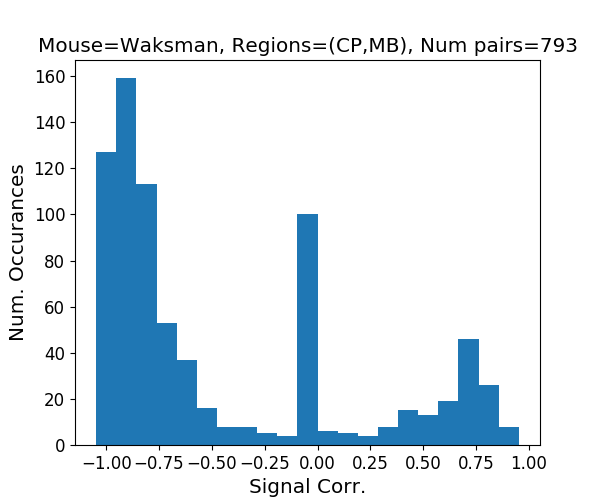 Mouse=Waksman, Regions=(CP,MB), Num pairs=793
160
140
120
100
80
60
40
20
0
Num. Occurances
−1.00 −0.75 −0.50 −0.25 0.00 0.25 0.50 0.75 1.00
Signal Corr.